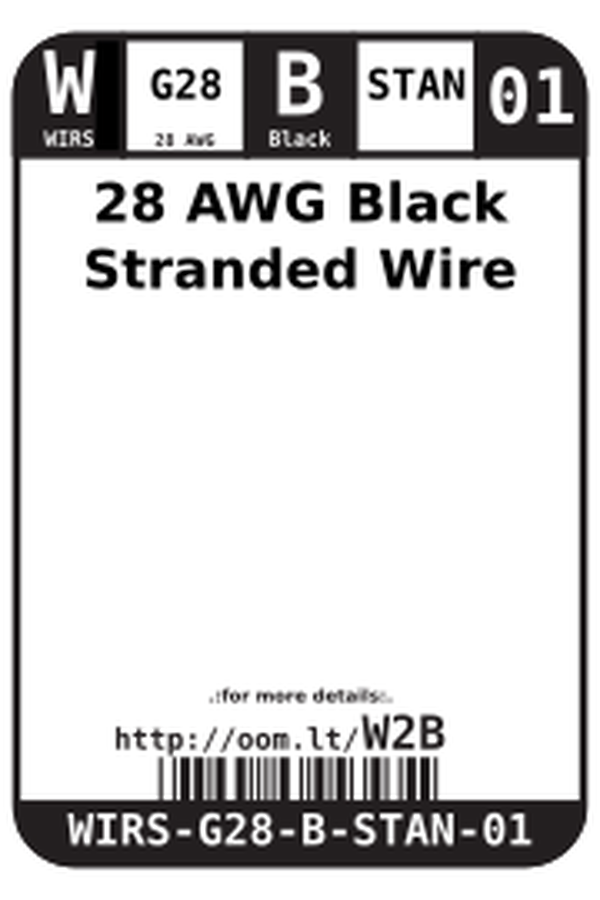 W G28 B STAN 01
WIRS 28 AWG Black
28 AWG Black
Stranded Wire
.:for more details:.
http://oom.lt/W2B
WIRS-G28-B-STAN-01